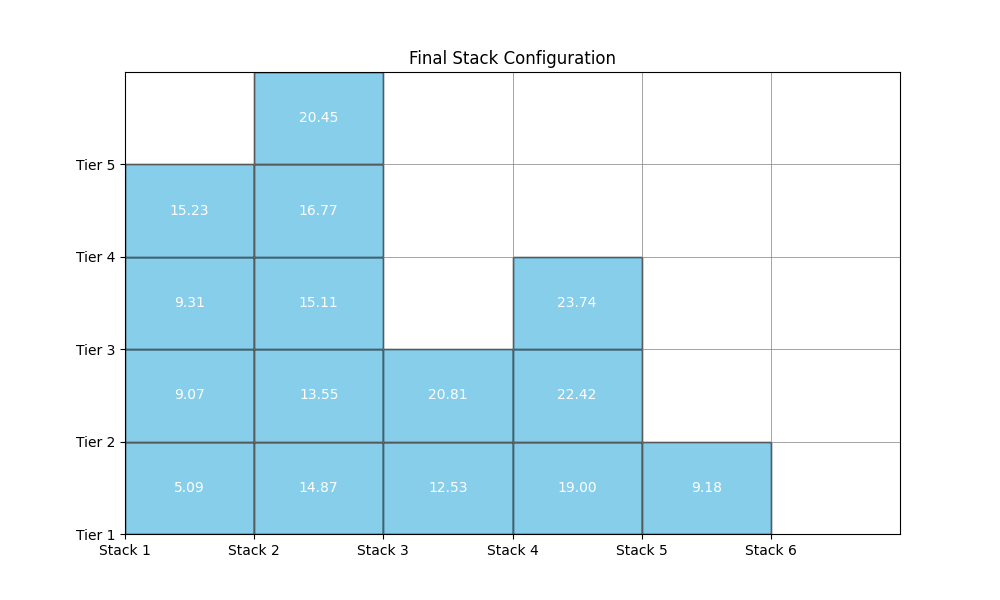 Final Stack Configuration
20.45
Tier 5
15.23 16.77
Tier 4
9.31 15.11 23.74
Tier 3
9.07 13.55 20.81 22.42
Tier 2
5.09 14.87 12.53 19.00 9.18
Tier 1
Stack 1 Stack 2 Stack 3 Stack 4 Stack 5 Stack 6